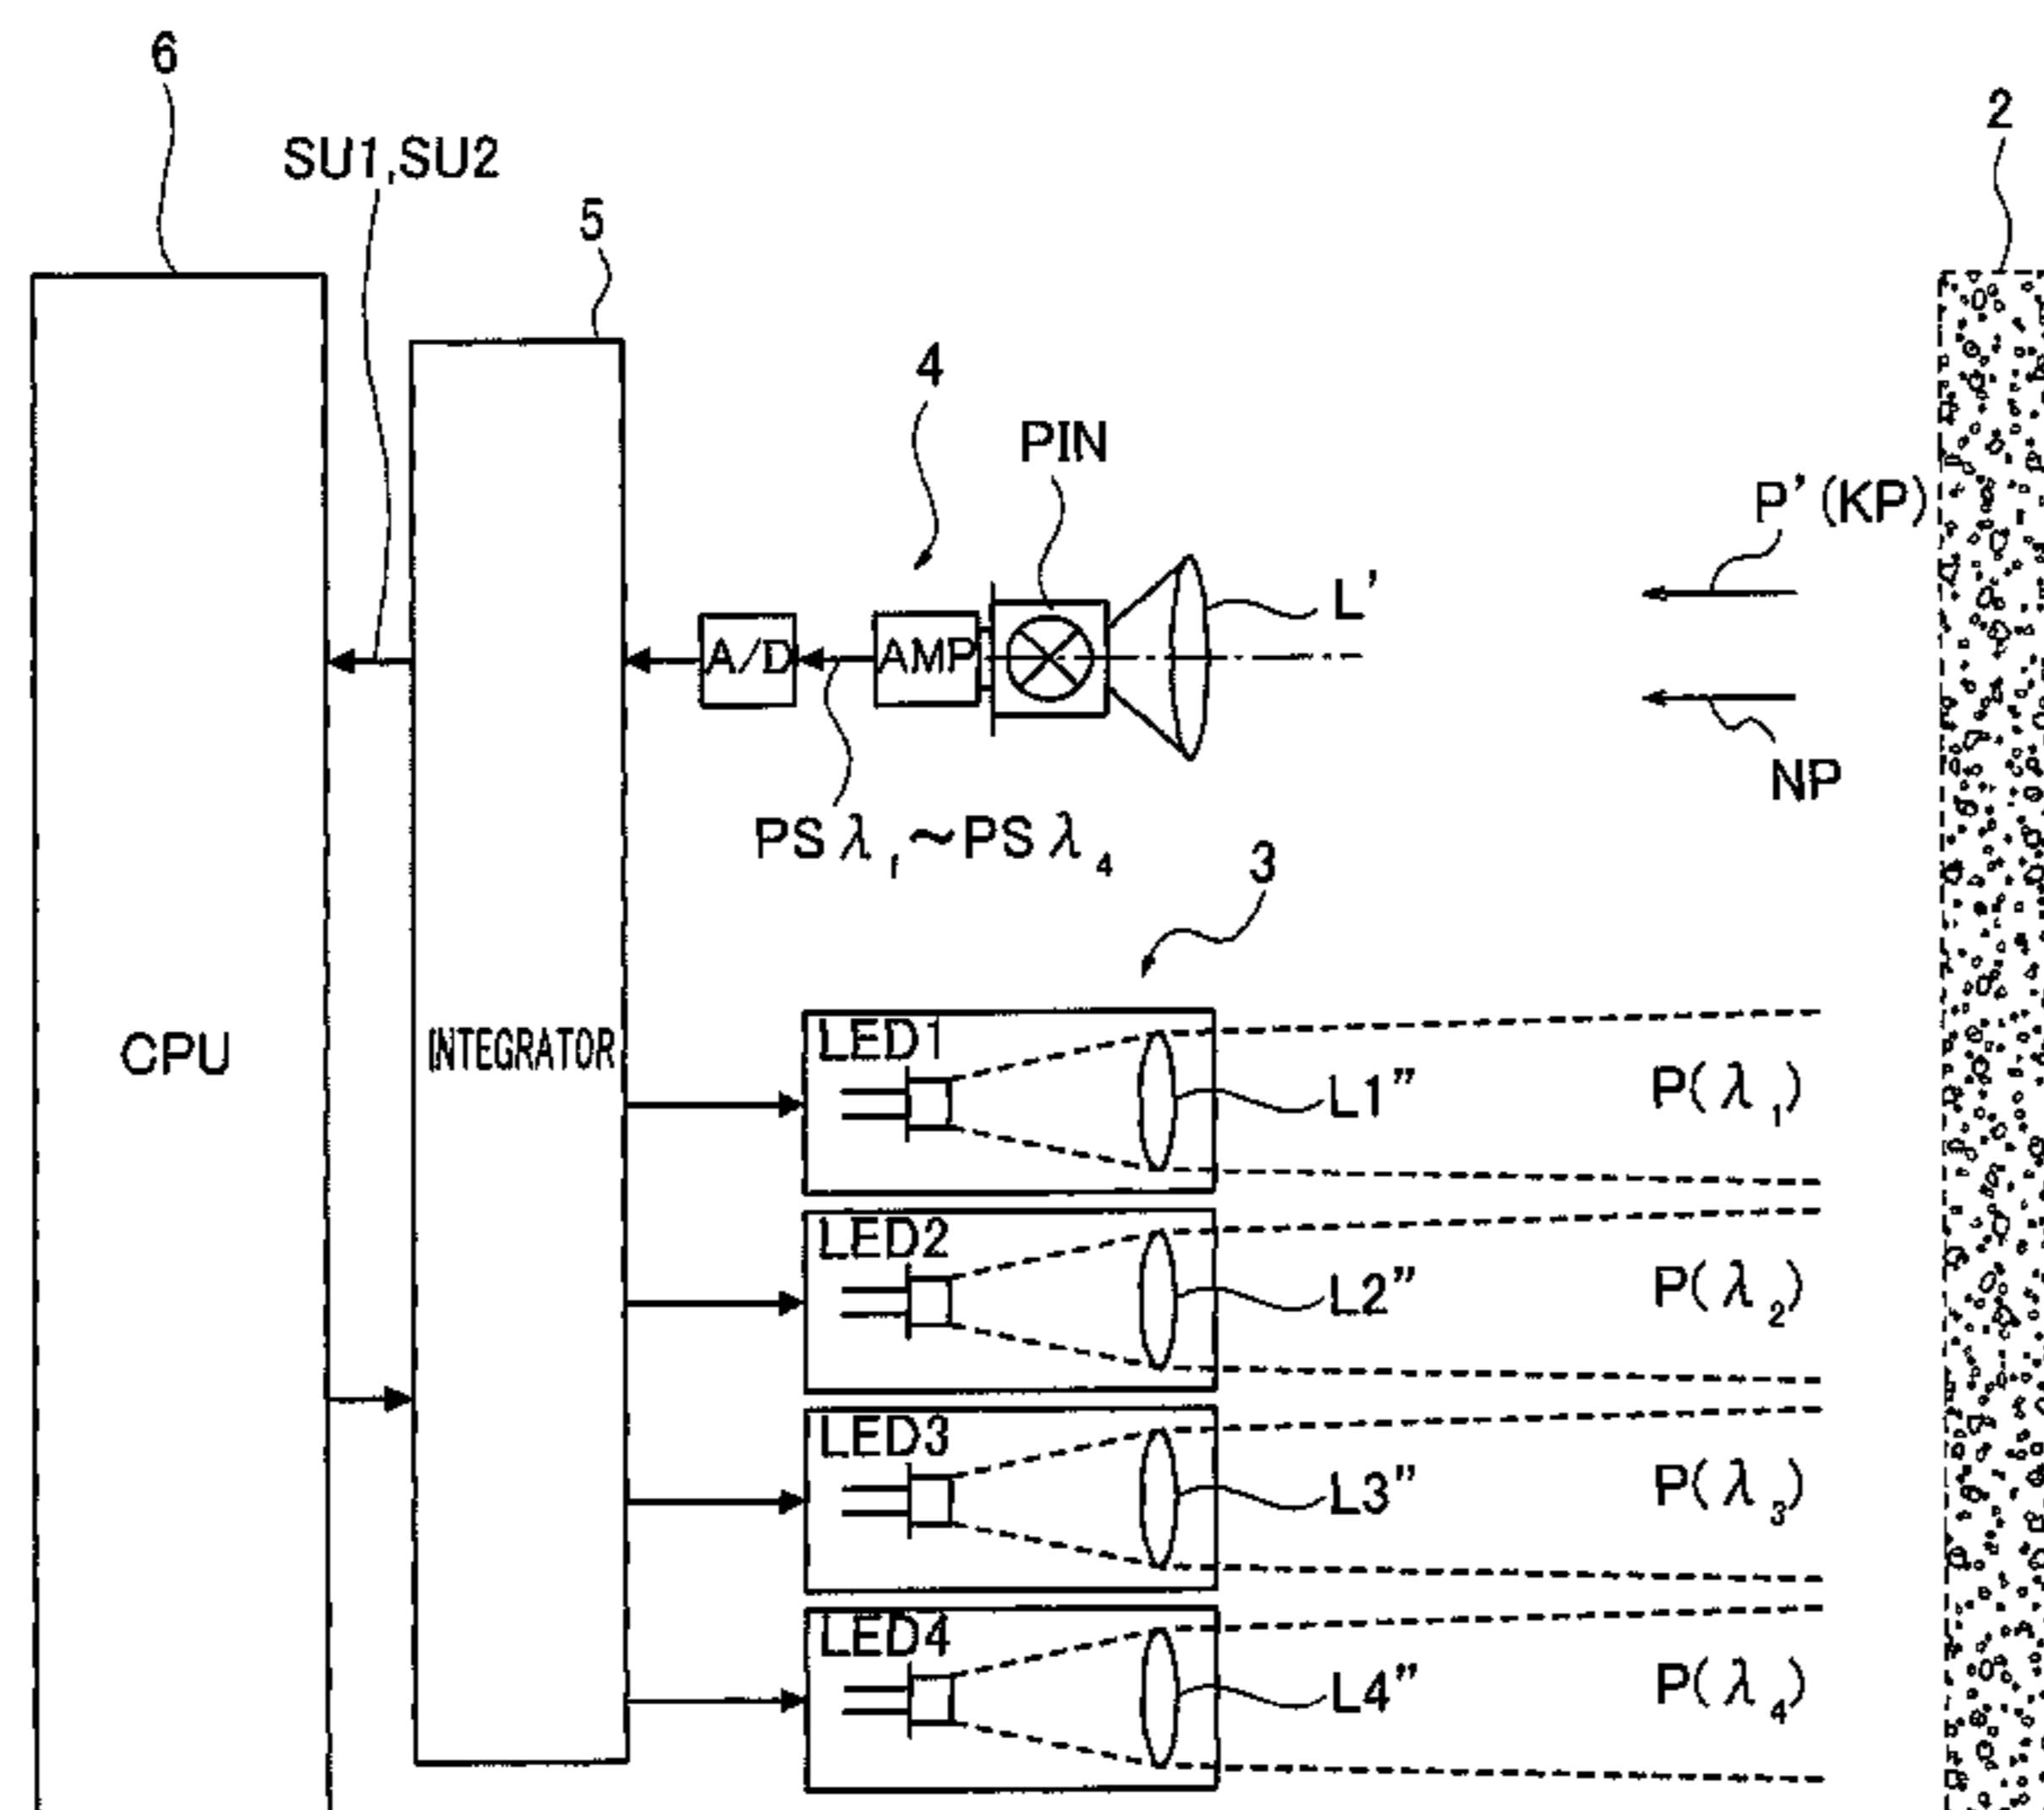 6
2
SU1,SU2
5
4
PIN
P'(KP)
L'
A/D
AMP
NP
PSλ₁~PSλ₄
3
CPU
INTEGRATOR
LED1
L1"
P(λ₁)
LED2
L2"
P(λ₂)
LED3
L3"
P(λ₃)
LED4
L4"
P(λ₄)